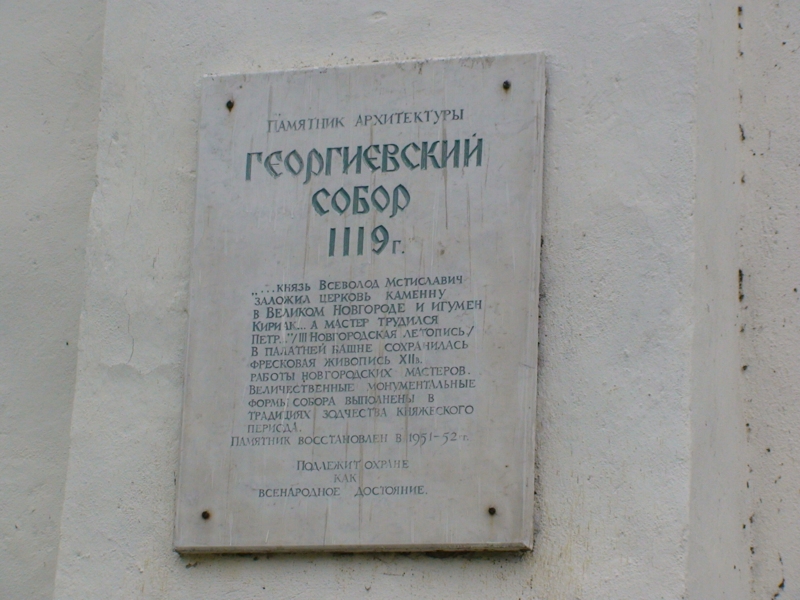 ПАМЯТНИК АРХИТЕКТУРЫ
ГЕОРГИЕВСКИЙ
СОБОР
1119 г.
„...КНЯЗЬ ВСЕВОЛОД МСТИСЛАВИЧ
ЗАЛОЖИЛ ЦЕРКОВЬ КАМЕННУ
В ВЕЛИКОМ НОВГОРОДЕ И ИГУМЕН
КИРИАК... А МАСТЕР ТРУДИЛСЯ
ПЕТР..."/III НОВГОРОДСКАЯ ЛЕТОПИСЬ/
В ПАЛАТНЕЙ БАШНЕ СОХРАНИЛАСЬ
ФРЕСКОВАЯ ЖИВОПИСЬ XIIв.
РАБОТЫ НОВГОРОДСКИХ МАСТЕРОВ.
ВЕЛИЧЕСТВЕННЫЕ МОНУМЕНТАЛЬНЫЕ
ФОРМЫ СОБОРА ВЫПОЛНЕНЫ В
ТРАДИЦИЯХ ЗОДЧЕСТВА КНЯЖЕСКОГО
ПЕРИОДА.
ПАМЯТНИК ВОССТАНОВЛЕН В 1951-52 г.
ПОДЛЕЖИТ ОХРАНЕ
КАК
ВСЕНАРОДНОЕ ДОСТОЯНИЕ.